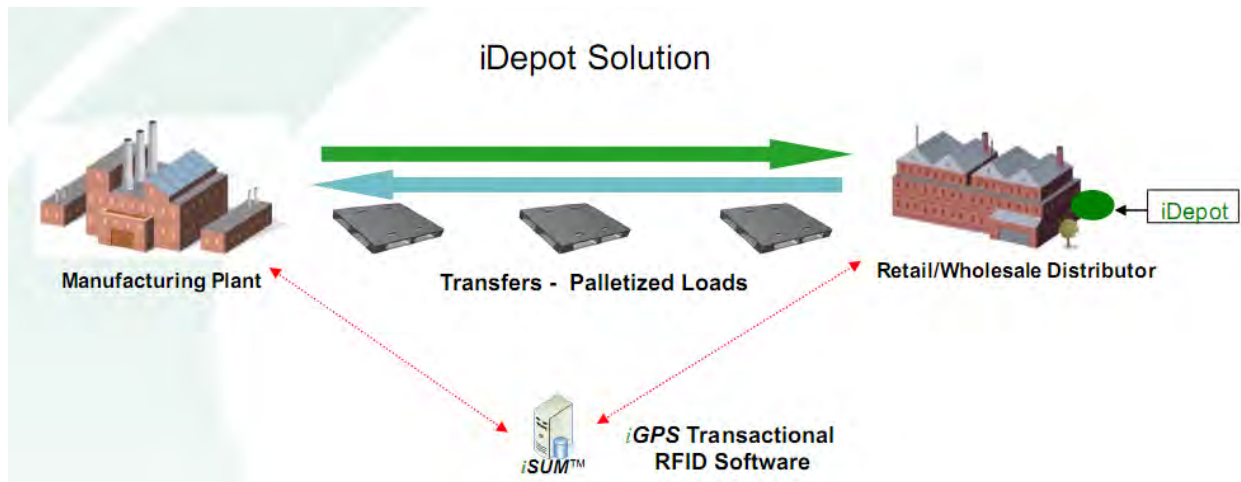 iDepot Solution
iDepot
Manufacturing Plant
Transfers - Palletized Loads
Retail/Wholesale Distributor
iSUM™
iGPS Transactional
RFID Software